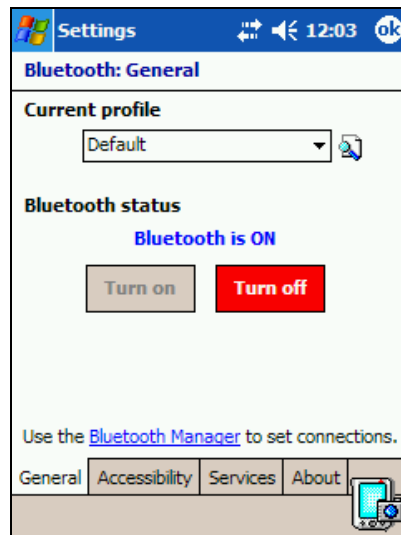 Settings 12:03 ok
Bluetooth: General
Current profile
Default
Bluetooth status
Bluetooth is ON
Turn on Turn off
Use the Bluetooth Manager to set connections.
General Accessibility Services About